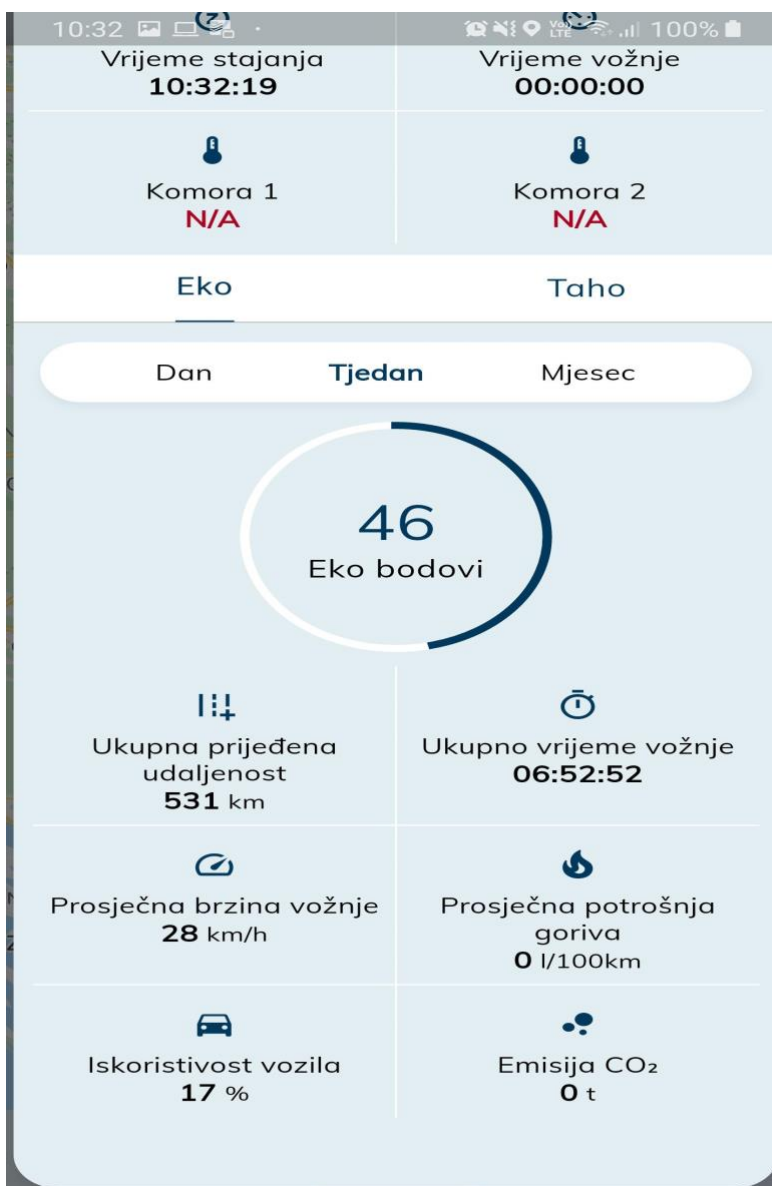 10:32
100%
Vrijeme stajanja
10:32:19
Vrijeme vožnje
00:00:00
Komora 1
N/A
Komora 2
N/A
Eko
Taho
Dan
Tjedan
Mjesec
46
Eko bodovi
Ukupna prijeđena
udaljenost
531 km
Ukupno vrijeme vožnje
06:52:52
Prosječna brzina vožnje
28 km/h
Prosječna potrošnja
goriva
0 l/100km
Iskoristivost vozila
17 %
Emisija CO₂
0 t